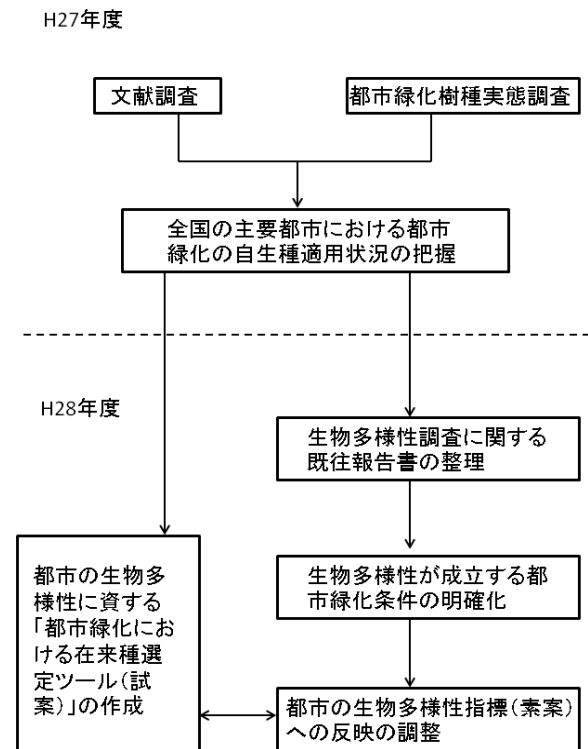 H27年度
文献調査
都市緑化樹種実態調査
全国の主要都市における都市
緑化の自生種適用状況の把握
H28年度
生物多様性調査に関する
既往報告書の整理
都市の生物多
様性に資する
「都市緑化にお
ける在来種選
定ツール(試
案)」の作成
生物多様性が成立する都
市緑化条件の明確化
都市の生物多様性指標(素案)
への反映の調整